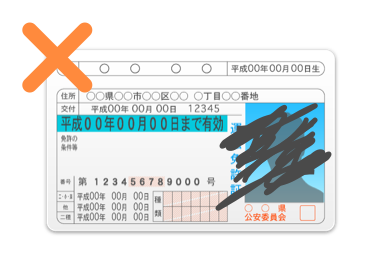 ○ ○ ○ ○ 平成00年00月00日生
住所 ○○県○○市○○区○○ ○丁目○○番地
交付 平成00年 00月 00日 12345
平成00年00月00日まで有効
免許の
条件等
番号 第 123456789000 号
平成00年 00月 00日
他 平成00年 00月 00日
二種 平成00年 00月 00日
種類
○ ○ 県
公安委員会